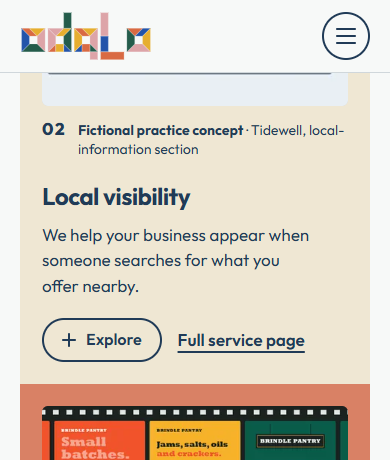 oddlo
02 Fictional practice concept · Tidewell, local-
information section
Local visibility
We help your business appear when
someone searches for what you
offer nearby.
+ Explore
Full service page
BRINDLE PANTRY
Small
batches.
BRINDLE PANTRY
Jams, salts, oils
and crackers.
BRINDLE PANTRY